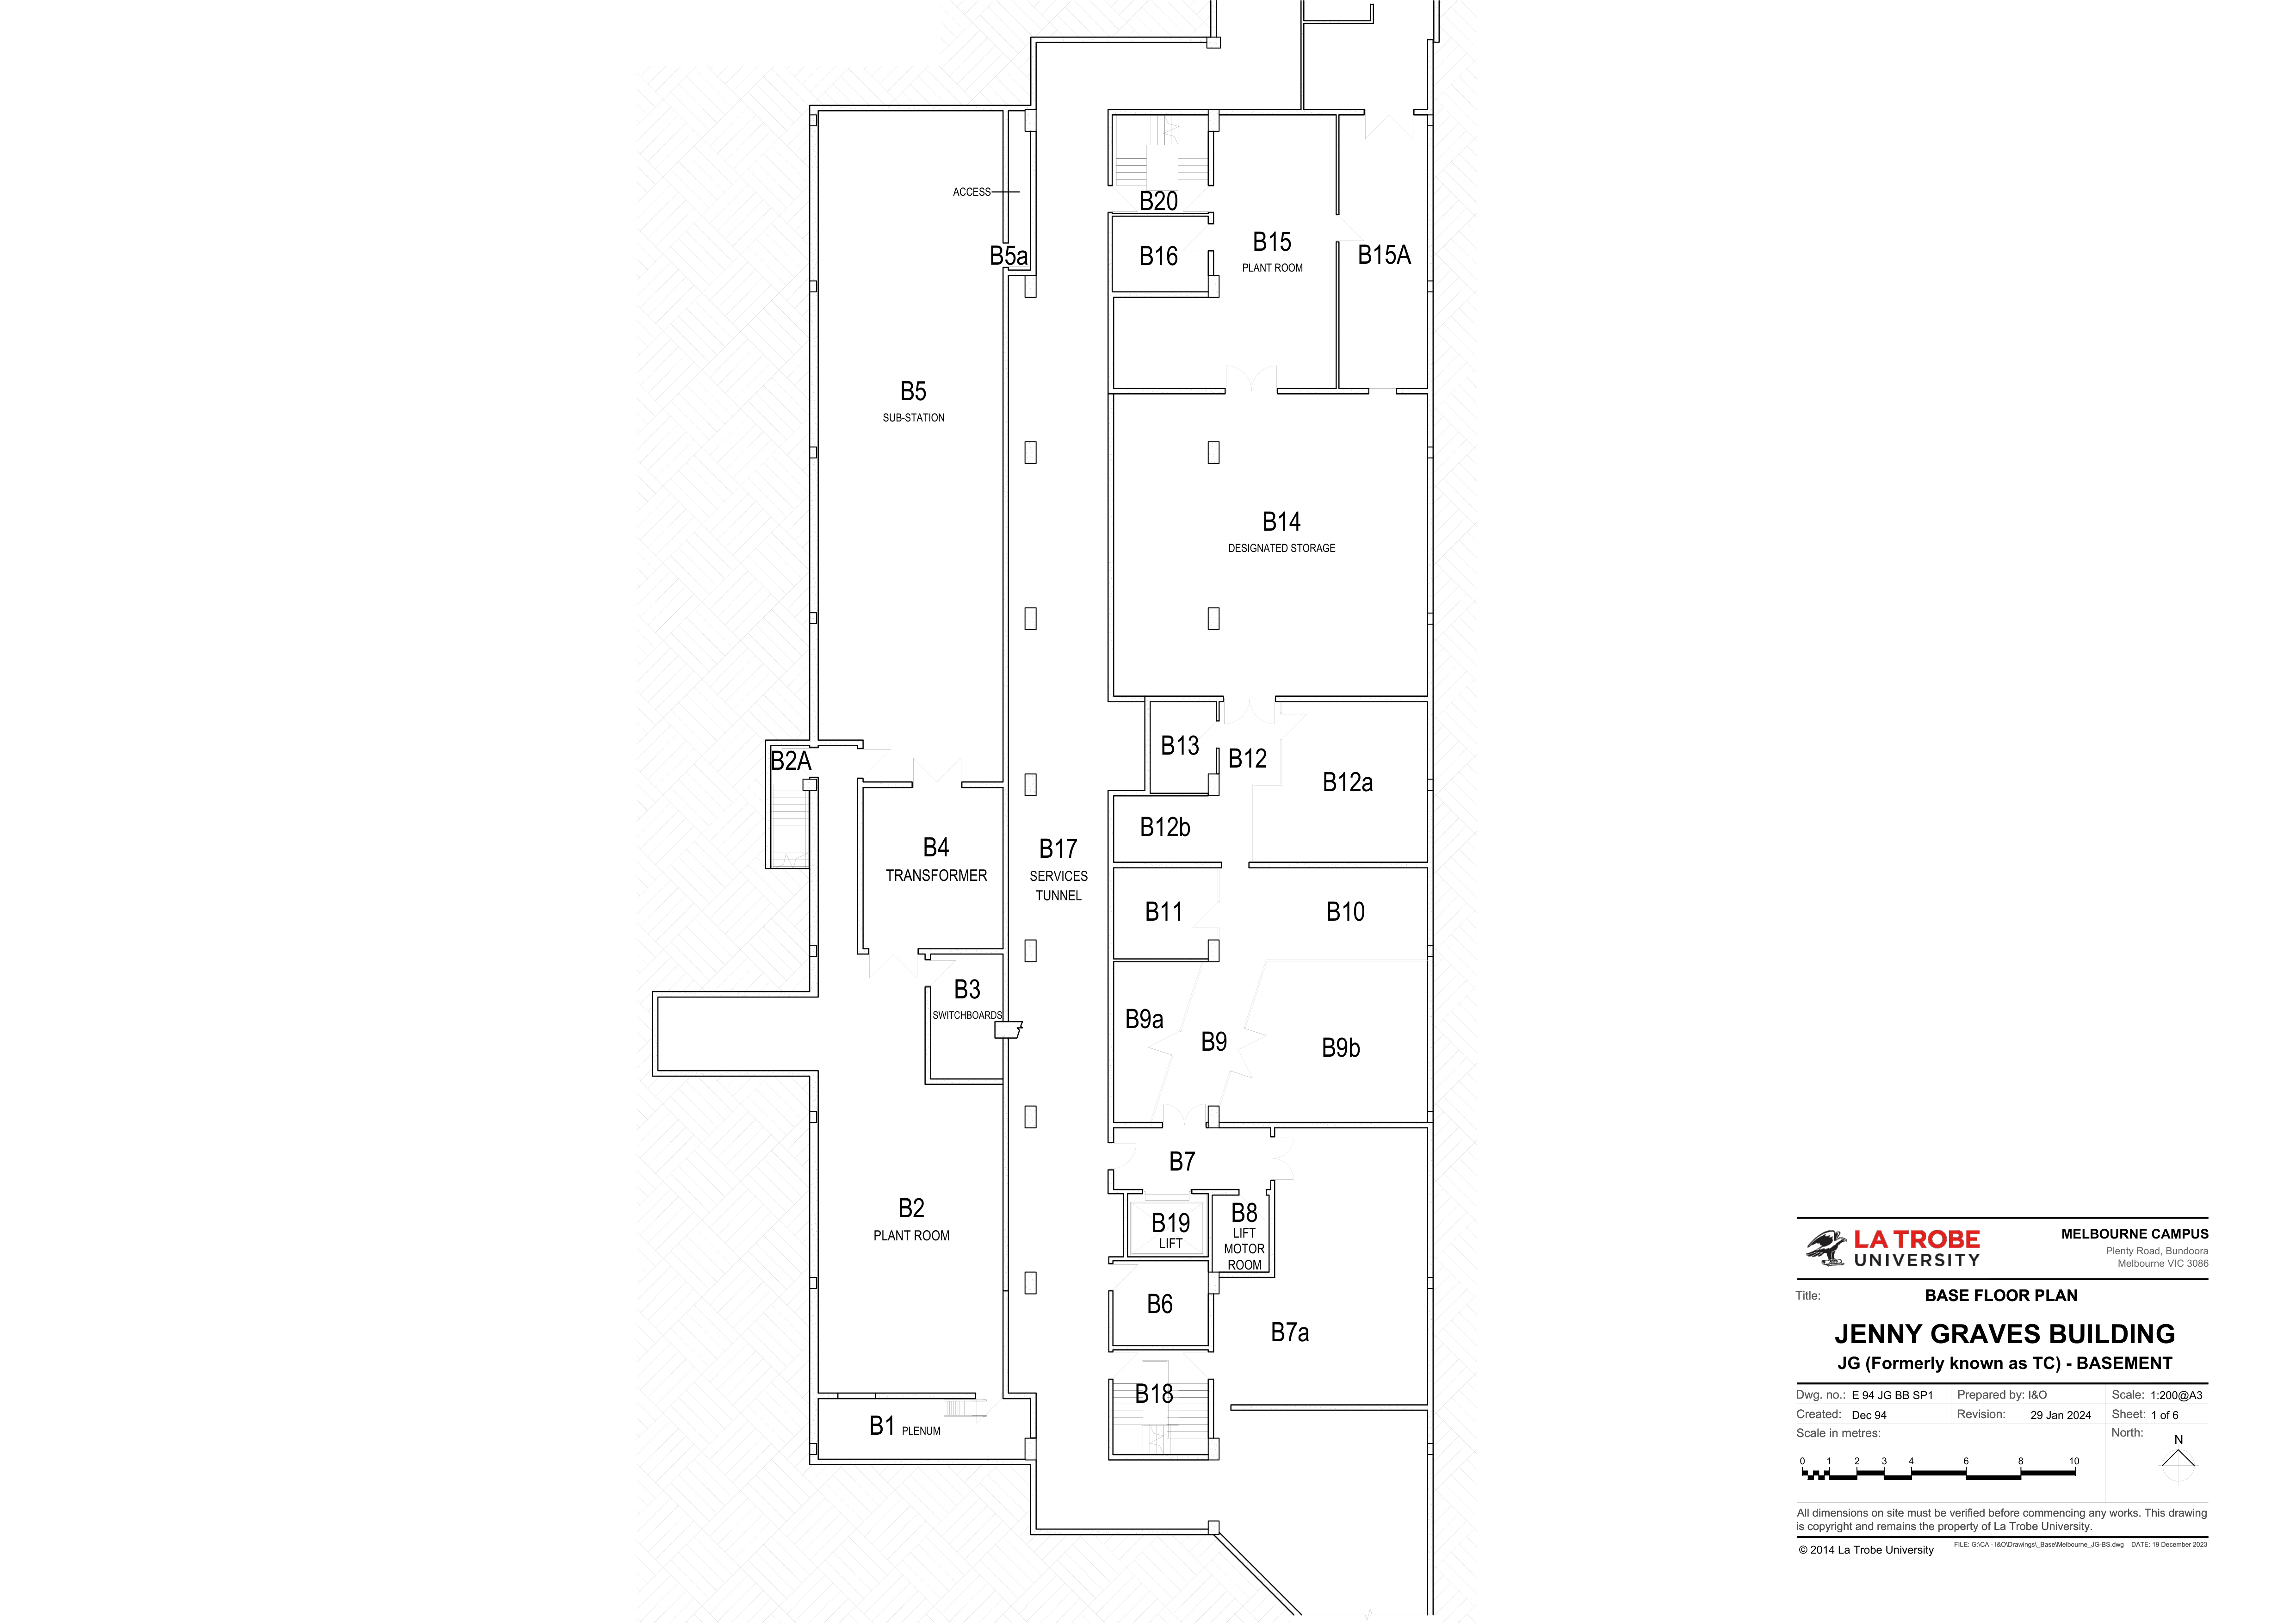 ACCESS
B20
B5a
B16
B15
PLANT ROOM
B15A
B5
SUB-STATION
B14
DESIGNATED STORAGE
B2A
B13
B12
B12a
B12b
B4
TRANSFORMER
B17
SERVICES
TUNNEL
B11
B10
B3
SWITCHBOARDS
B9a
B9
B9b
B7
B2
PLANT ROOM
B19
LIFT
B8
LIFT
MOTOR
ROOM
B6
B7a
B18
B1 PLENUM
LA TROBE
UNIVERSITY
MELBOURNE CAMPUS
Plenty Road, Bundoora
Melbourne VIC 3086
Title: BASE FLOOR PLAN
JENNY GRAVES BUILDING
JG (Formerly known as TC) - BASEMENT
Dwg. no.: E 94 JG BB SP1 Prepared by: I&O Scale: 1:200@A3
Created: Dec 94 Revision: 29 Jan 2024 Sheet: 1 of 6
Scale in metres: North:
N
0 1 2 3 4 6 8 10
All dimensions on site must be verified before commencing any works. This drawing
is copyright and remains the property of La Trobe University.
© 2014 La Trobe University FILE: G:\CA - I&O\Drawings\_Base\Melbourne_JG-BS.dwg DATE: 19 December 2023